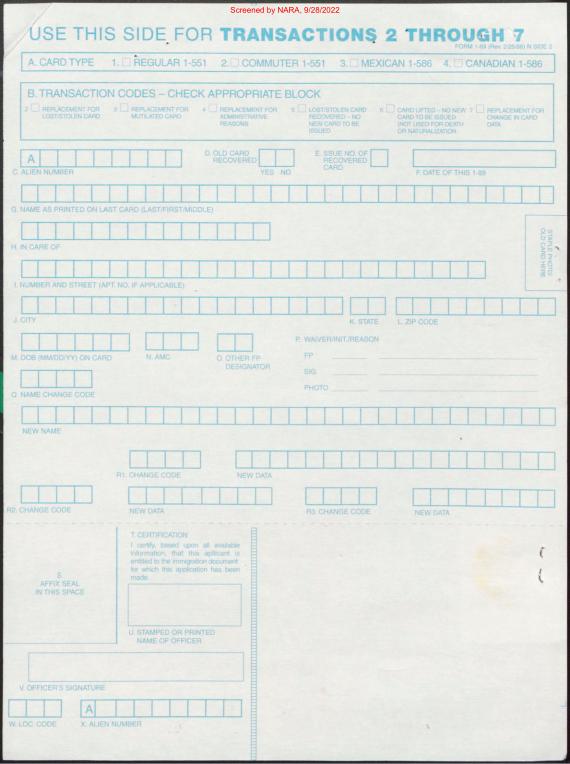 Screened by NARA, 9/28/2022
USE THIS SIDE FOR TRANSACTIONS 2 THROUGH 7
FORM 1-89 (Rev. 2/25-88) N SIDE 2
A. CARD TYPE 1. REGULAR 1-551 2. COMMUTER 1-551 3. MEXICAN 1-586 4. CANADIAN 1-586
B. TRANSACTION CODES – CHECK APPROPRIATE BLOCK
2 REPLACEMENT FOR LOST/STOLEN CARD
3 REPLACEMENT FOR MUTILATED CARD
4 REPLACEMENT FOR ADMINISTRATIVE REASONS
5 LOST/STOLEN CARD RECOVERED – NO NEW CARD TO BE ISSUED
6 CARD LIFTED – NO NEW CARD TO BE ISSUED (NOT USED FOR DEATH OR NATURALIZATION
7 REPLACEMENT FOR CHANGE IN CARD DATA
A
C. ALIEN NUMBER
D. OLD CARD RECOVERED
YES NO
E. ISSUE NO. OF RECOVERED CARD
F. DATE OF THIS 1-89
G. NAME AS PRINTED ON LAST CARD (LAST/FIRST/MIDDLE)
H. IN CARE OF
STAPLE PHOTO/
OLD CARD HERE
I. NUMBER AND STREET (APT. NO. IF APPLICABLE)
J. CITY
K. STATE
L. ZIP CODE
M. DOB (MM/DD/YY) ON CARD
N. AMC
O. OTHER FP DESIGNATOR
P. WAIVER/INIT./REASON
FP
SIG
PHOTO
Q. NAME CHANGE CODE
NEW NAME
R1. CHANGE CODE
NEW DATA
R2. CHANGE CODE
NEW DATA
R3. CHANGE CODE
NEW DATA
S.
AFFIX SEAL
IN THIS SPACE
T. CERTIFICATION
I certify, based upon all available
information, that this apllicant is
entitled to the immigration document
for which this application has been
made.
U. STAMPED OR PRINTED
NAME OF OFFICER
V. OFFICER'S SIGNATURE
A
W. LOC CODE
X. ALIEN NUMBER